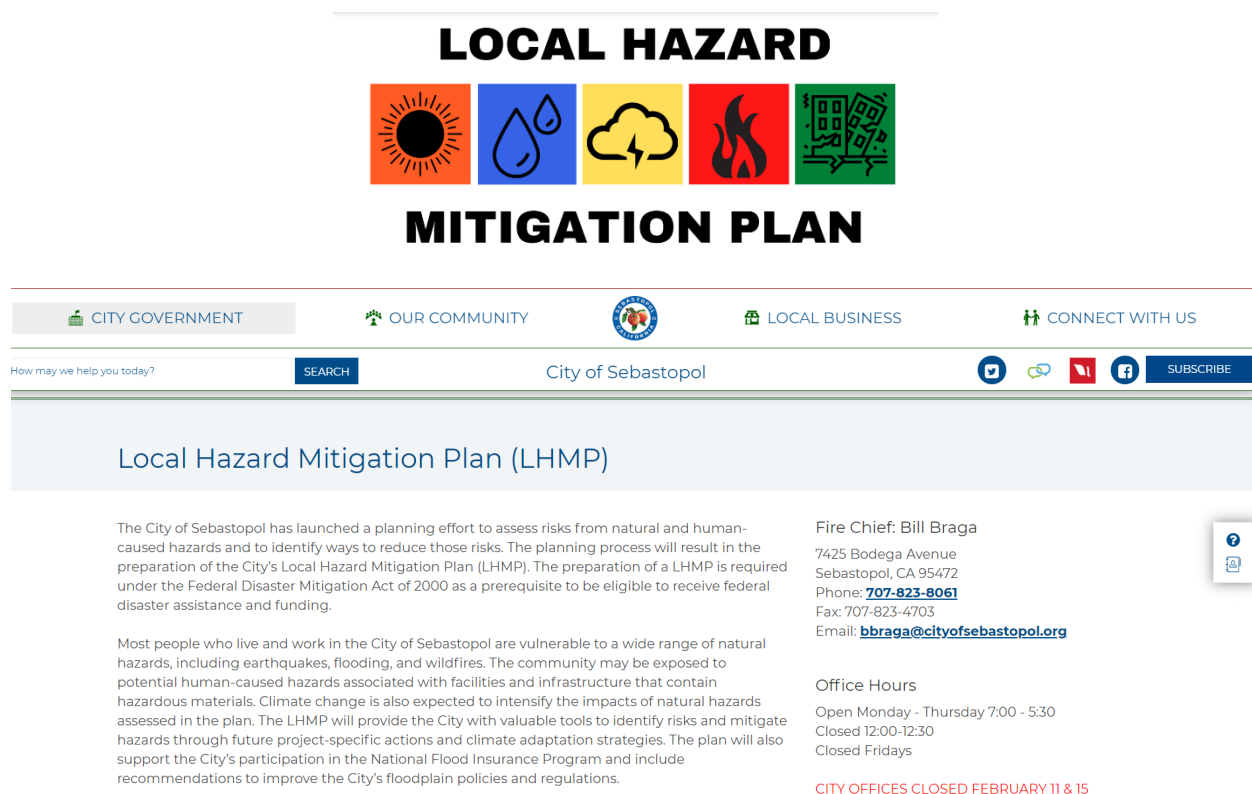 LOCAL HAZARD
MITIGATION PLAN
CITY GOVERNMENT
OUR COMMUNITY
SEBASTOPOL
CALIFORNIA
LOCAL BUSINESS
CONNECT WITH US
How may we help you today?
SEARCH
City of Sebastopol
SUBSCRIBE
Local Hazard Mitigation Plan (LHMP)
The City of Sebastopol has launched a planning effort to assess risks from natural and human-
caused hazards and to identify ways to reduce those risks. The planning process will result in the
preparation of the City's Local Hazard Mitigation Plan (LHMP). The preparation of a LHMP is required
under the Federal Disaster Mitigation Act of 2000 as a prerequisite to be eligible to receive federal
disaster assistance and funding.
Most people who live and work in the City of Sebastopol are vulnerable to a wide range of natural
hazards, including earthquakes, flooding, and wildfires. The community may be exposed to
potential human-caused hazards associated with facilities and infrastructure that contain
hazardous materials. Climate change is also expected to intensify the impacts of natural hazards
assessed in the plan. The LHMP will provide the City with valuable tools to identify risks and mitigate
hazards through future project-specific actions and climate adaptation strategies. The plan will also
support the City's participation in the National Flood Insurance Program and include
recommendations to improve the City's floodplain policies and regulations.
Fire Chief: Bill Braga
7425 Bodega Avenue
Sebastopol, CA 95472
Phone: 707-823-8061
Fax: 707-823-4703
Email: bbraga@cityofsebastopol.org
Office Hours
Open Monday - Thursday 7:00 - 5:30
Closed 12:00-12:30
Closed Fridays
CITY OFFICES CLOSED FEBRUARY 11 & 15